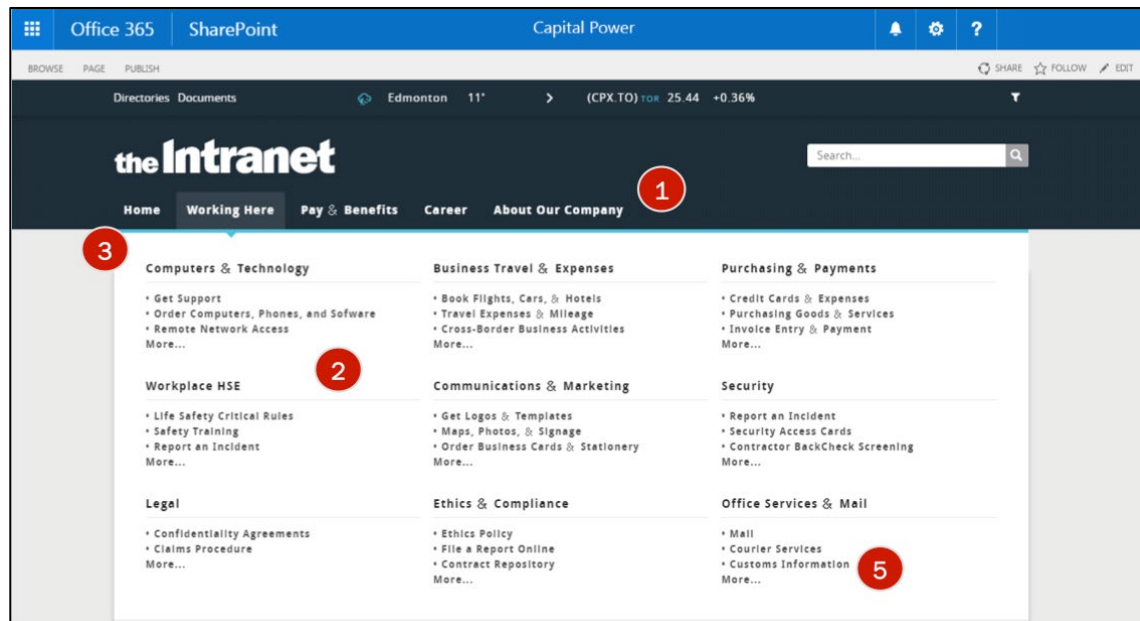 Office 365 SharePoint Capital Power ?
BROWSE PAGE PUBLISH SHARE FOLLOW EDIT
Directories Documents Edmonton 11° > (CPX.TO) TOR 25.44 +0.36%
the Intranet
Search...
1
Home Working Here Pay & Benefits Career About Our Company
3
Computers & Technology
• Get Support
• Order Computers, Phones, and Sofware
• Remote Network Access
More...
Business Travel & Expenses
• Book Flights, Cars, & Hotels
• Travel Expenses & Mileage
• Cross-Border Business Activities
More...
Purchasing & Payments
• Credit Cards & Expenses
• Purchasing Goods & Services
• Invoice Entry & Payment
More...
2
Workplace HSE
• Life Safety Critical Rules
• Safety Training
• Report an Incident
More...
Communications & Marketing
• Get Logos & Templates
• Maps, Photos, & Signage
• Order Business Cards & Stationery
More...
Security
• Report an Incident
• Security Access Cards
• Contractor BackCheck Screening
More...
Legal
• Confidentiality Agreements
• Claims Procedure
More...
Ethics & Compliance
• Ethics Policy
• File a Report Online
• Contract Repository
More...
Office Services & Mail
• Mail
• Courier Services
• Customs Information
More...
5